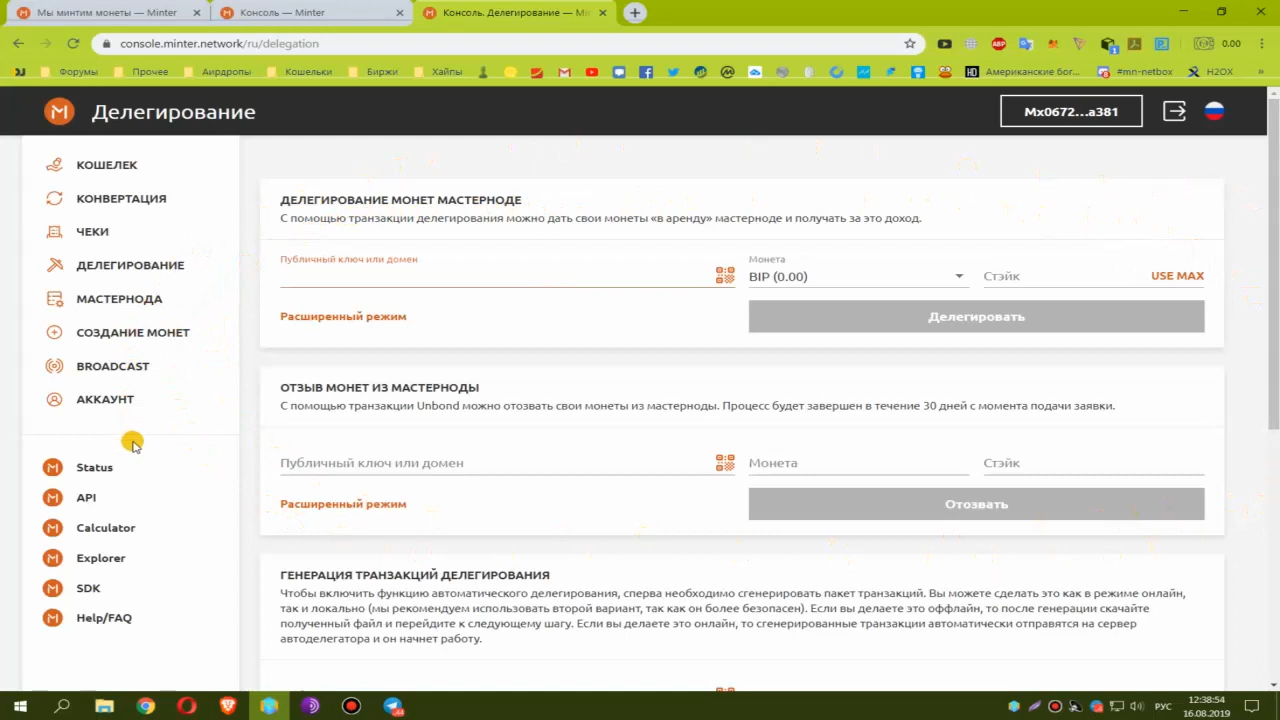 Мы минтим монеты — Minter
Консоль — Minter
Консоль. Делегирование — Mi
console.minter.network/ru/delegation
ABP
1
0.00
Форумы
Прочее
Аирдропы
Кошельки
Биржи
Хайпы
HD
Американские бог...
#mn-netbox
H2OX
»
Делегирование
Mx0672...a381
КОШЕЛЕК
КОНВЕРТАЦИЯ
ЧЕКИ
ДЕЛЕГИРОВАНИЕ
МАСТЕРНОДА
СОЗДАНИЕ МОНЕТ
BROADCAST
АККАУНТ
Status
API
Calculator
Explorer
SDK
Help/FAQ
ДЕЛЕГИРОВАНИЕ МОНЕТ МАСТЕРНОДЕ
С помощью транзакции делегирования можно дать свои монеты «в аренду» мастерноде и получать за это доход.
Публичный ключ или домен
Монета
BIP (0.00)
Стэйк
USE MAX
Расширенный режим
Делегировать
ОТЗЫВ МОНЕТ ИЗ МАСТЕРНОДЫ
С помощью транзакции Unbond можно отозвать свои монеты из мастерноды. Процесс будет завершен в течение 30 дней с момента подачи заявки.
Публичный ключ или домен
Монета
Стэйк
Расширенный режим
Отозвать
ГЕНЕРАЦИЯ ТРАНЗАКЦИЙ ДЕЛЕГИРОВАНИЯ
Чтобы включить функцию автоматического делегирования, сперва необходимо сгенерировать пакет транзакций. Вы можете сделать это как в режиме онлайн,
так и локально (мы рекомендуем использовать второй вариант, так как он более безопасен). Если вы делаете это оффлайн, то после генерации скачайте
полученный файл и перейдите к следующему шагу. Если вы делаете это онлайн, то сгенерированные транзакции автоматически отправятся на сервер
автоделегатора и он начнет работу.
РУС
12:38:54
16.08.2019